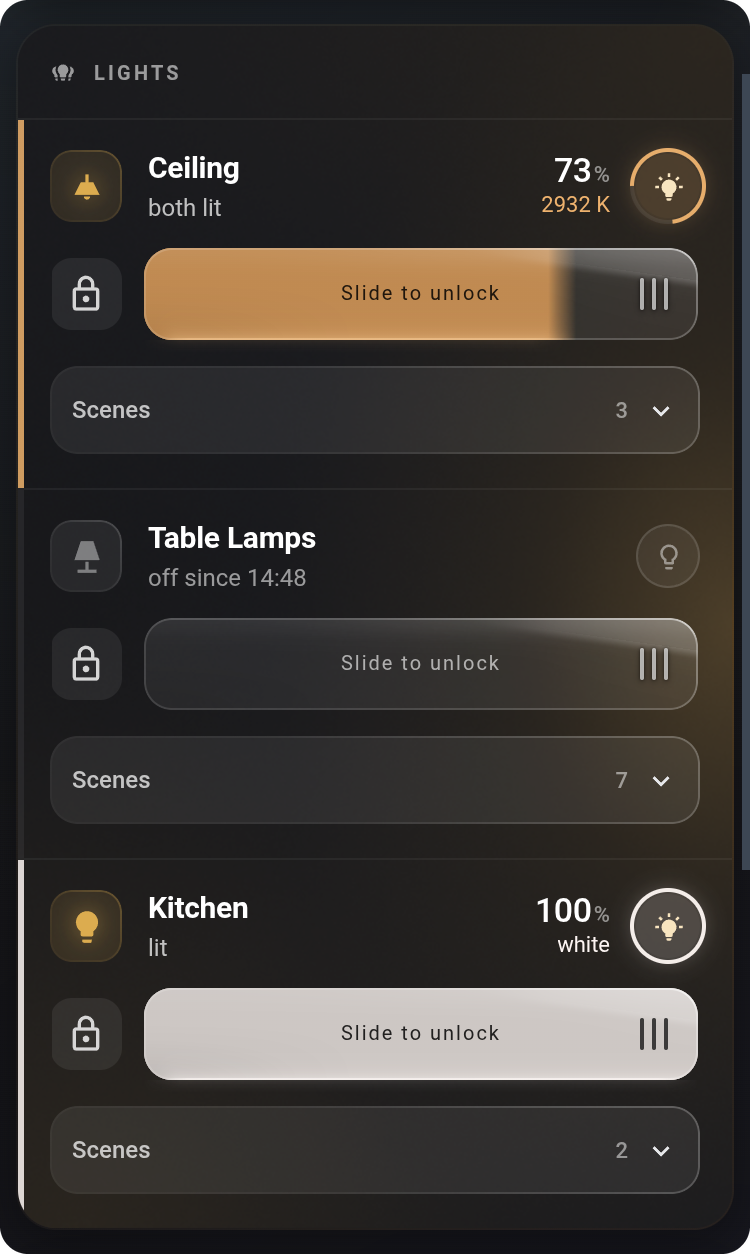 LIGHTS
Ceiling
both lit
73%
2932 K
Slide to unlock
Scenes
3
Table Lamps
off since 14:48
Slide to unlock
Scenes
7
Kitchen
lit
100%
white
Slide to unlock
Scenes
2